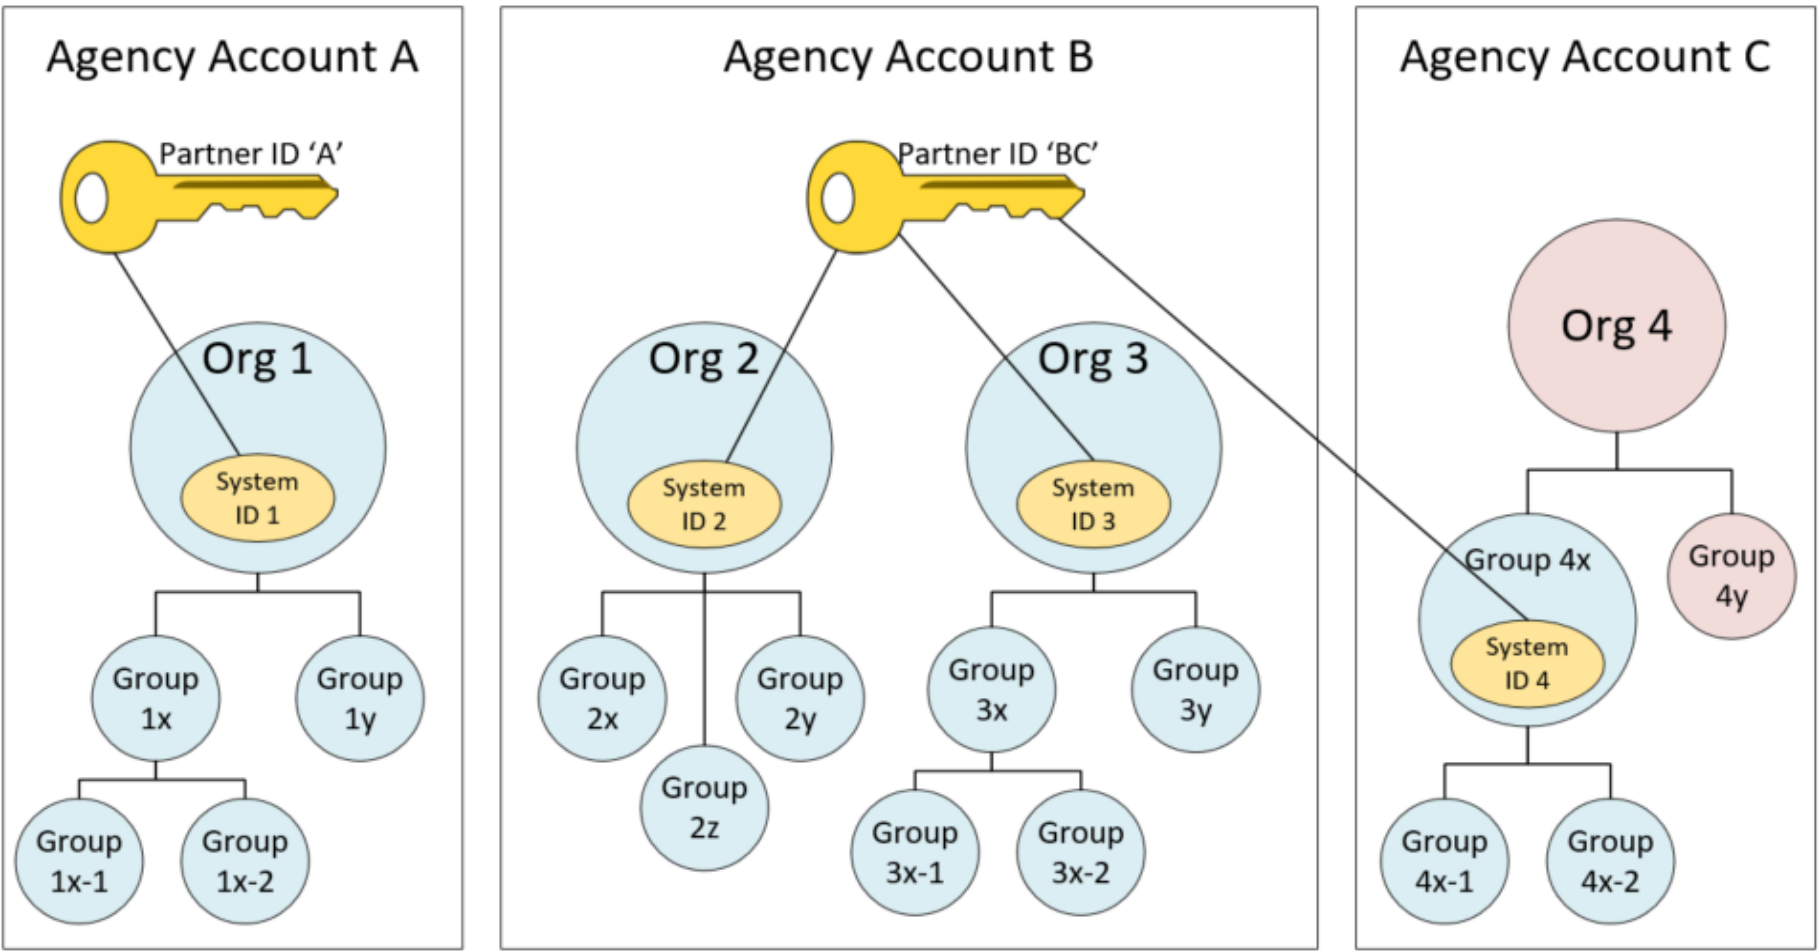 Agency Account A
Partner ID ‘A’
Org 1
System
ID 1
Group
1x
Group
1y
Group
1x-1
Group
1x-2
Agency Account B
Partner ID ‘BC’
Org 2
System
ID 2
Group
2x
Group
2z
Group
2y
Org 3
System
ID 3
Group
3x
Group
3y
Group
3x-1
Group
3x-2
Agency Account C
Org 4
Group 4x
System
ID 4
Group
4y
Group
4x-1
Group
4x-2